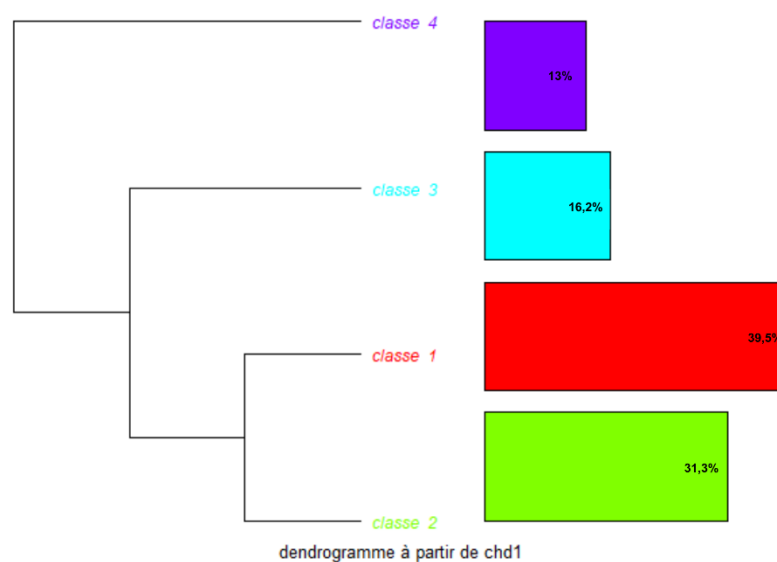 classe 4
13%
classe 3
16,2%
classe 1
39,5%
classe 2
31,3%
dendrogramme à partir de chd1